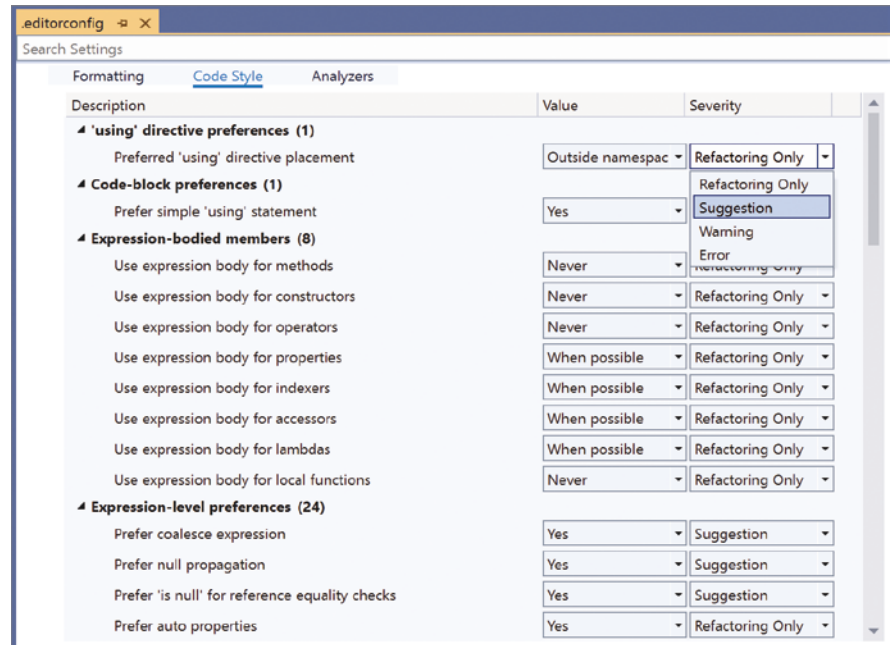 .editorconfig
Search Settings
Formatting Code Style Analyzers
Description Value Severity
'using' directive preferences (1)
Preferred 'using' directive placement Outside namespac Refactoring Only
Refactoring Only
Code-block preferences (1)
Prefer simple 'using' statement Yes Suggestion
Warning
Expression-bodied members (8)
Error
Use expression body for methods Never Refactoring Only
Use expression body for constructors Never Refactoring Only
Use expression body for operators Never Refactoring Only
Use expression body for properties When possible Refactoring Only
Use expression body for indexers When possible Refactoring Only
Use expression body for accessors When possible Refactoring Only
Use expression body for lambdas When possible Refactoring Only
Use expression body for local functions Never Refactoring Only
Expression-level preferences (24)
Prefer coalesce expression Yes Suggestion
Prefer null propagation Yes Suggestion
Prefer 'is null' for reference equality checks Yes Suggestion
Prefer auto properties Yes Refactoring Only